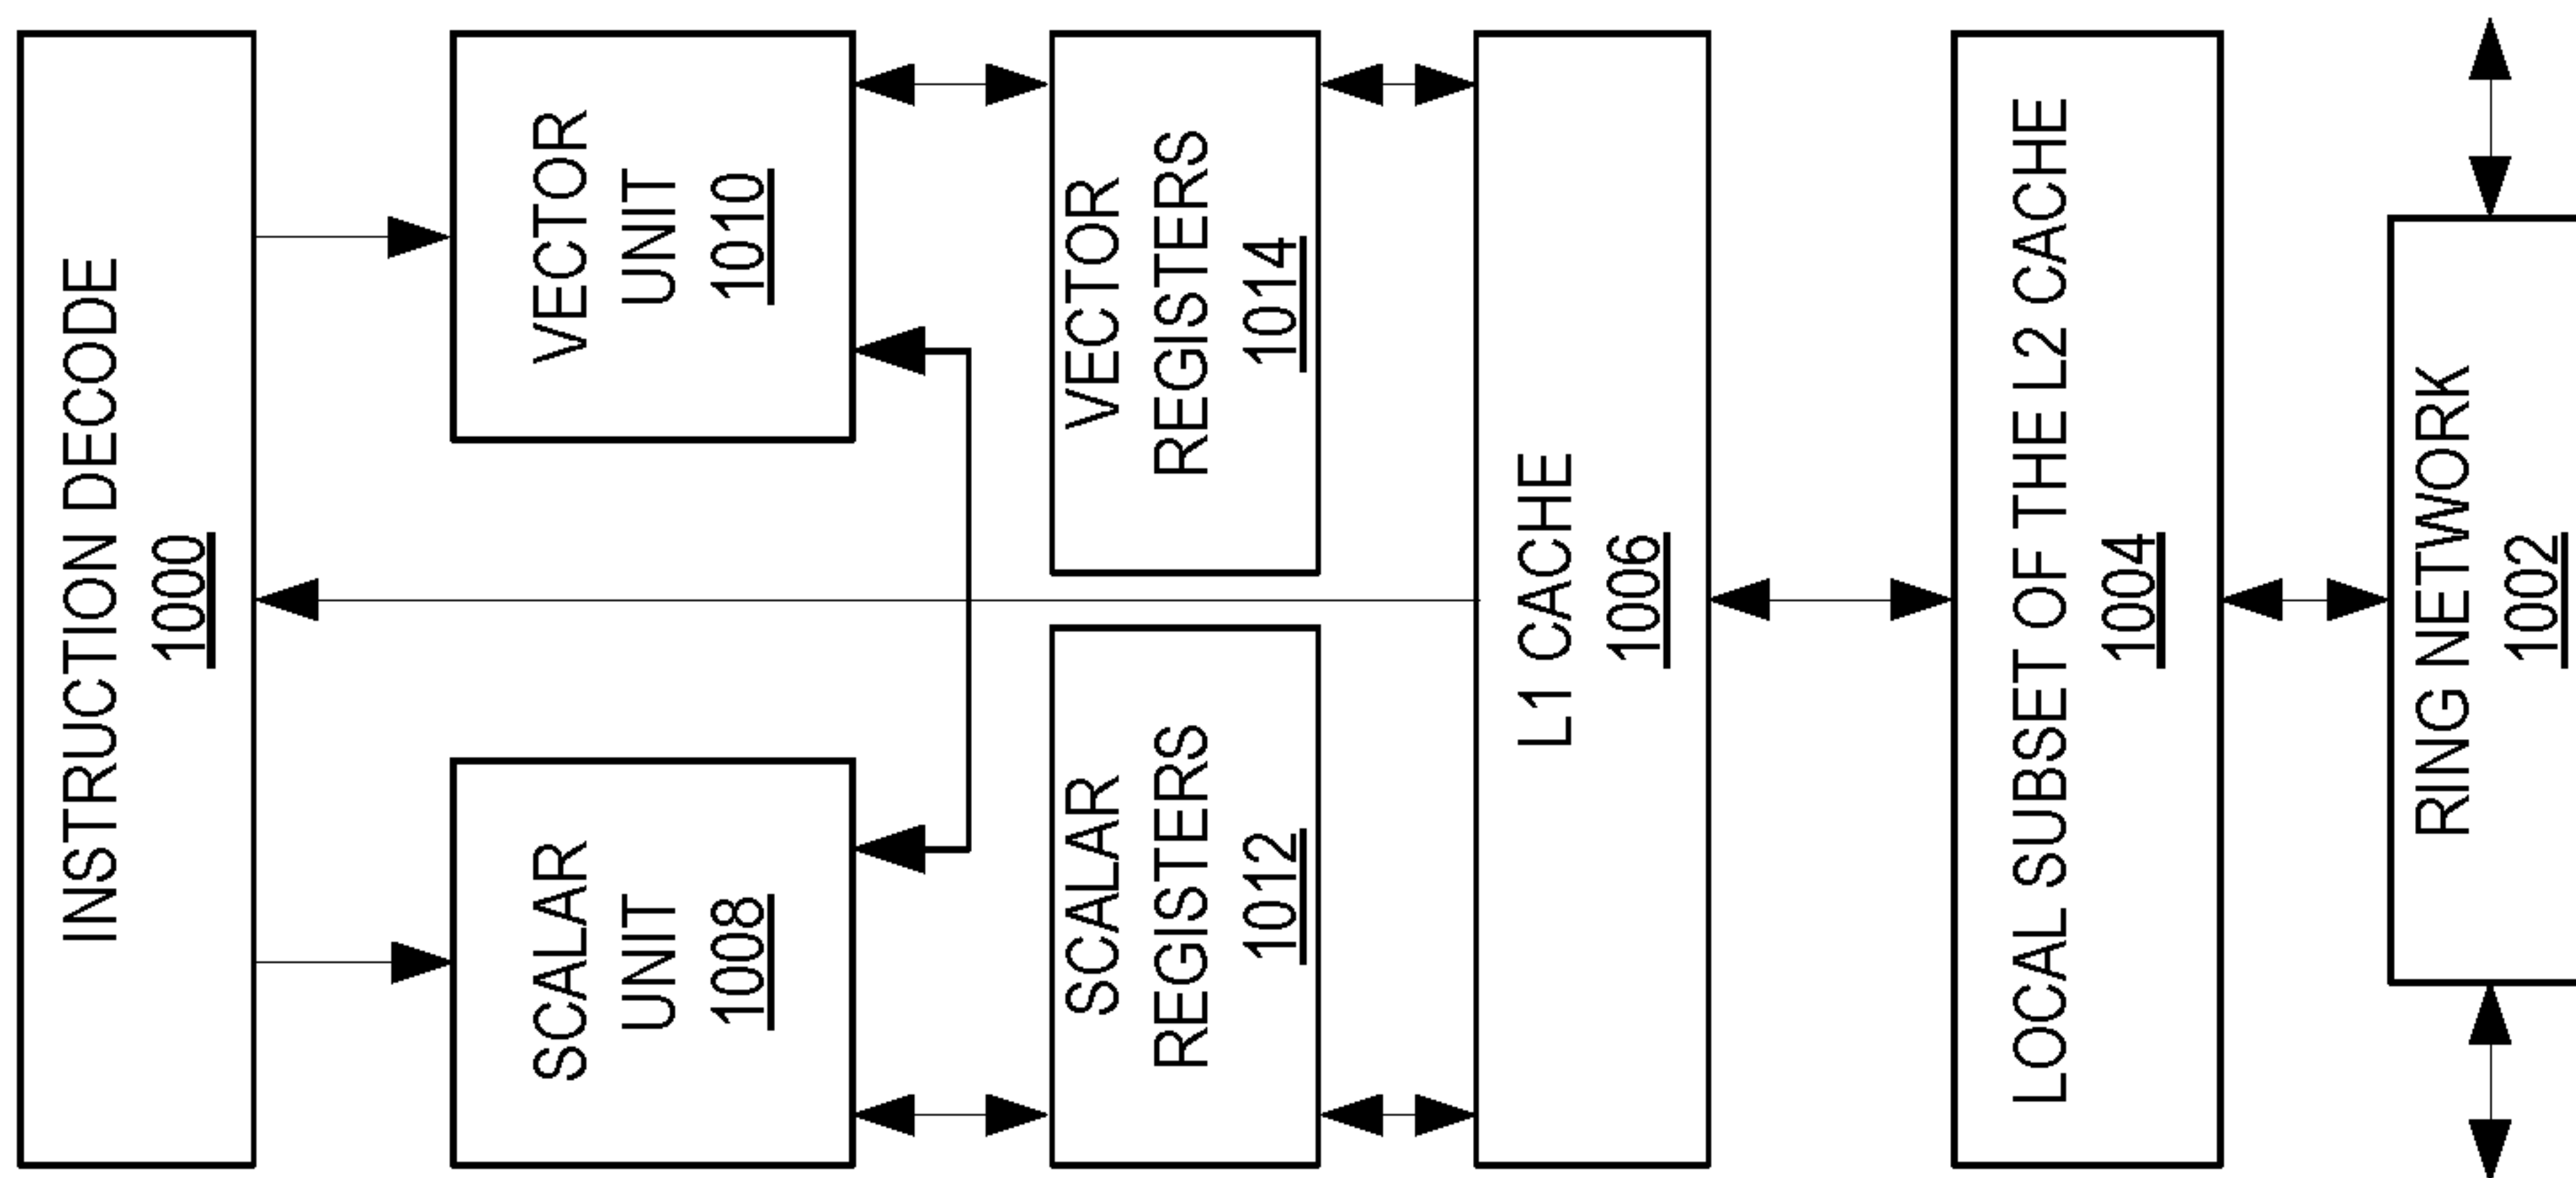 INSTRUCTION DECODE
1000
SCALAR
UNIT
1008
VECTOR
UNIT
1010
SCALAR
REGISTERS
1012
VECTOR
REGISTERS
1014
L1 CACHE
1006
LOCAL SUBSET OF THE L2 CACHE
1004
RING NETWORK
1002